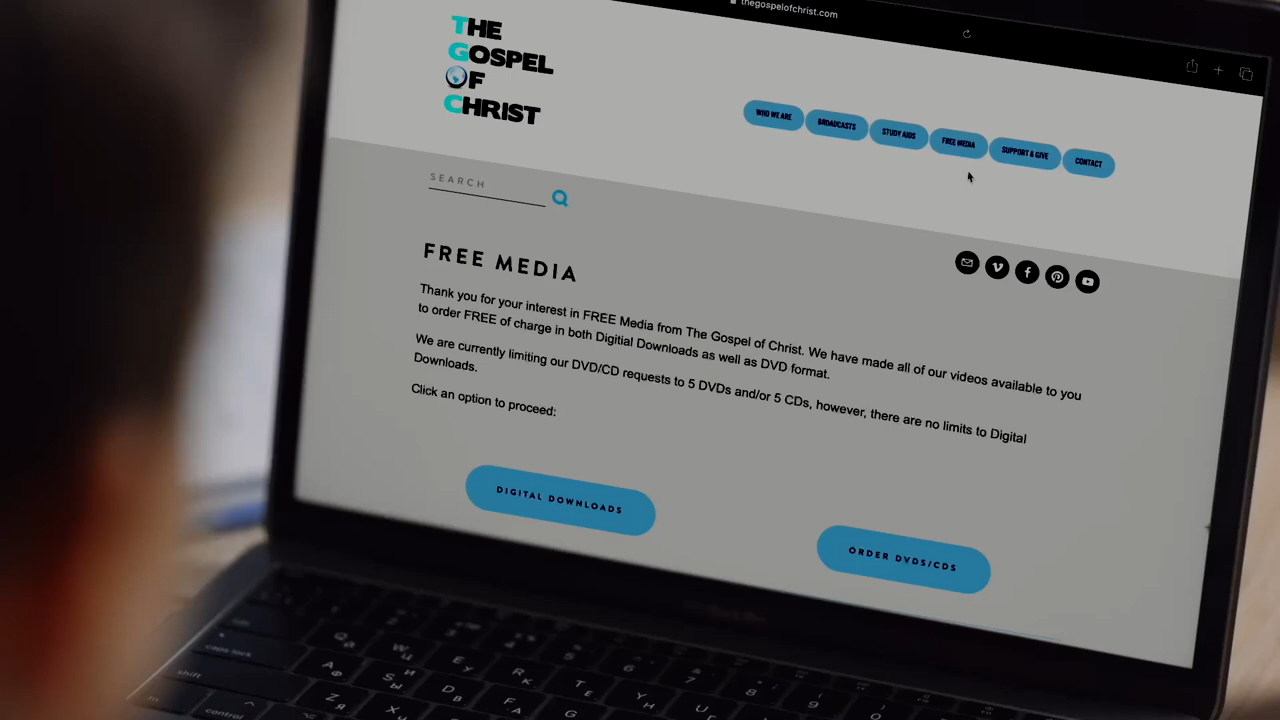 thegospelofchrist.com
THE
GOSPEL
OF
CHRIST
WHO WE ARE
BROADCASTS
STUDY AIDS
FREE MEDIA
SUPPORT & GIVE
CONTACT
SEARCH
FREE MEDIA
Thank you for your interest in FREE Media from The Gospel of Christ. We have made all of our videos available to you
to order FREE of charge in both Digitial Downloads as well as DVD format.
We are currently limiting our DVD/CD requests to 5 DVDs and/or 5 CDs, however, there are no limits to Digital
Downloads.
Click an option to proceed:
DIGITAL DOWNLOADS
ORDER DVDS/CDS
caps lock
shift
control